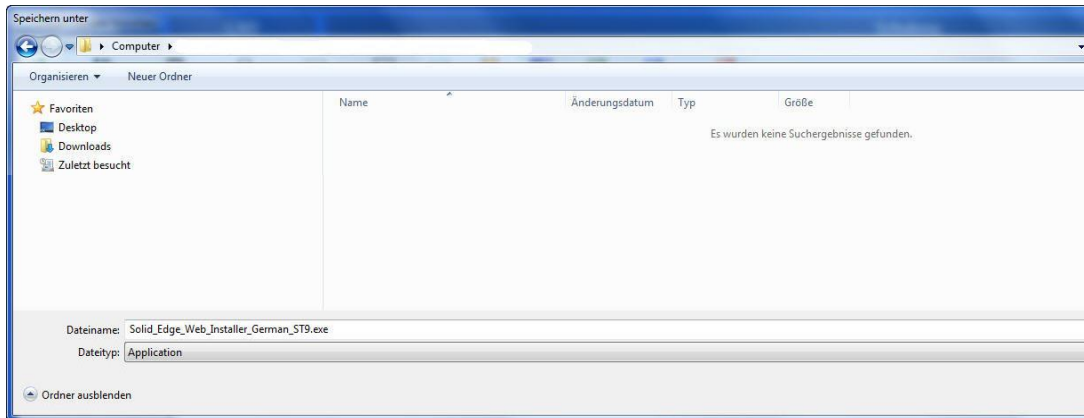 Speichern unter
Computer
Organisieren Neuer Ordner
Name Änderungsdatum Typ Größe
Favoriten
Es wurden keine Suchergebnisse gefunden.
Desktop
Downloads
Zuletzt besucht
Dateiname: Solid_Edge_Web_Installer_German_ST9.exe
Dateityp: Application
Ordner ausblenden